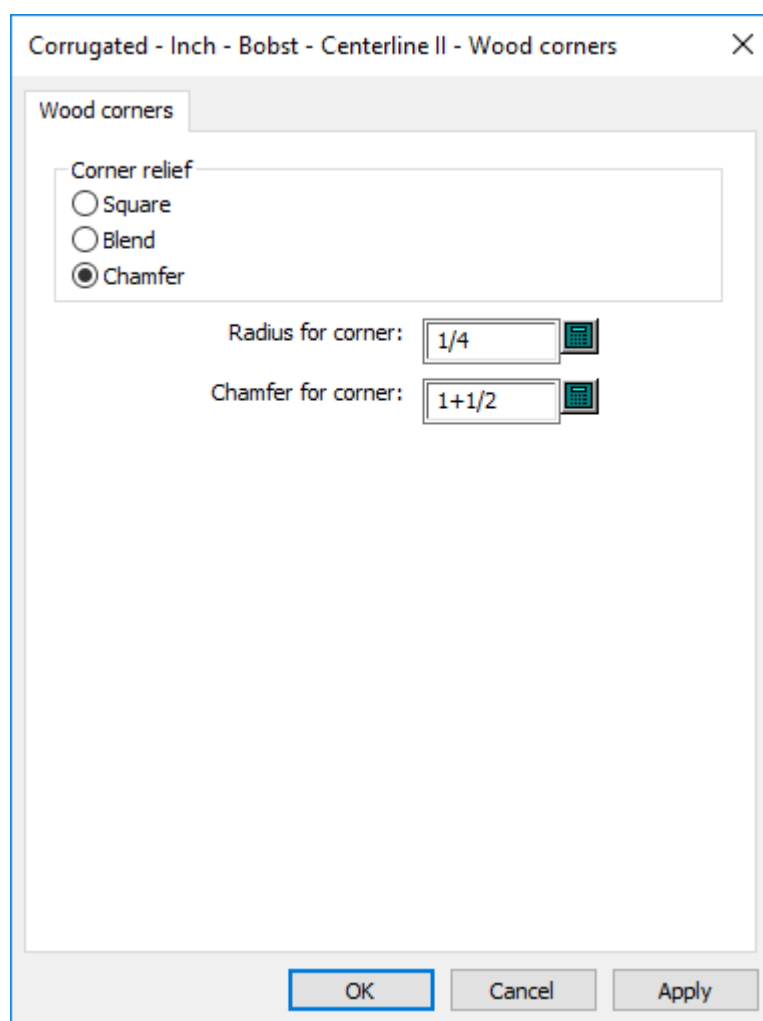 Corrugated - Inch - Bobst - Centerline II - Wood corners
Wood corners
Corner relief
Square
Blend
Chamfer
Radius for corner: 1/4
Chamfer for corner: 1+1/2
OK Cancel Apply